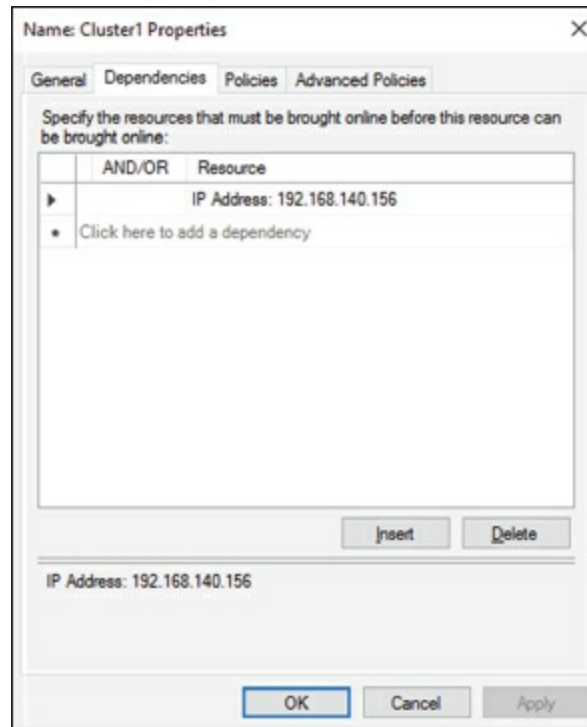 Name: Cluster1 Properties
General Dependencies Policies Advanced Policies
Specify the resources that must be brought online before this resource can
be brought online:
AND/OR Resource
IP Address: 192.168.140.156
Click here to add a dependency
Insert Delete
IP Address: 192.168.140.156
OK Cancel Apply